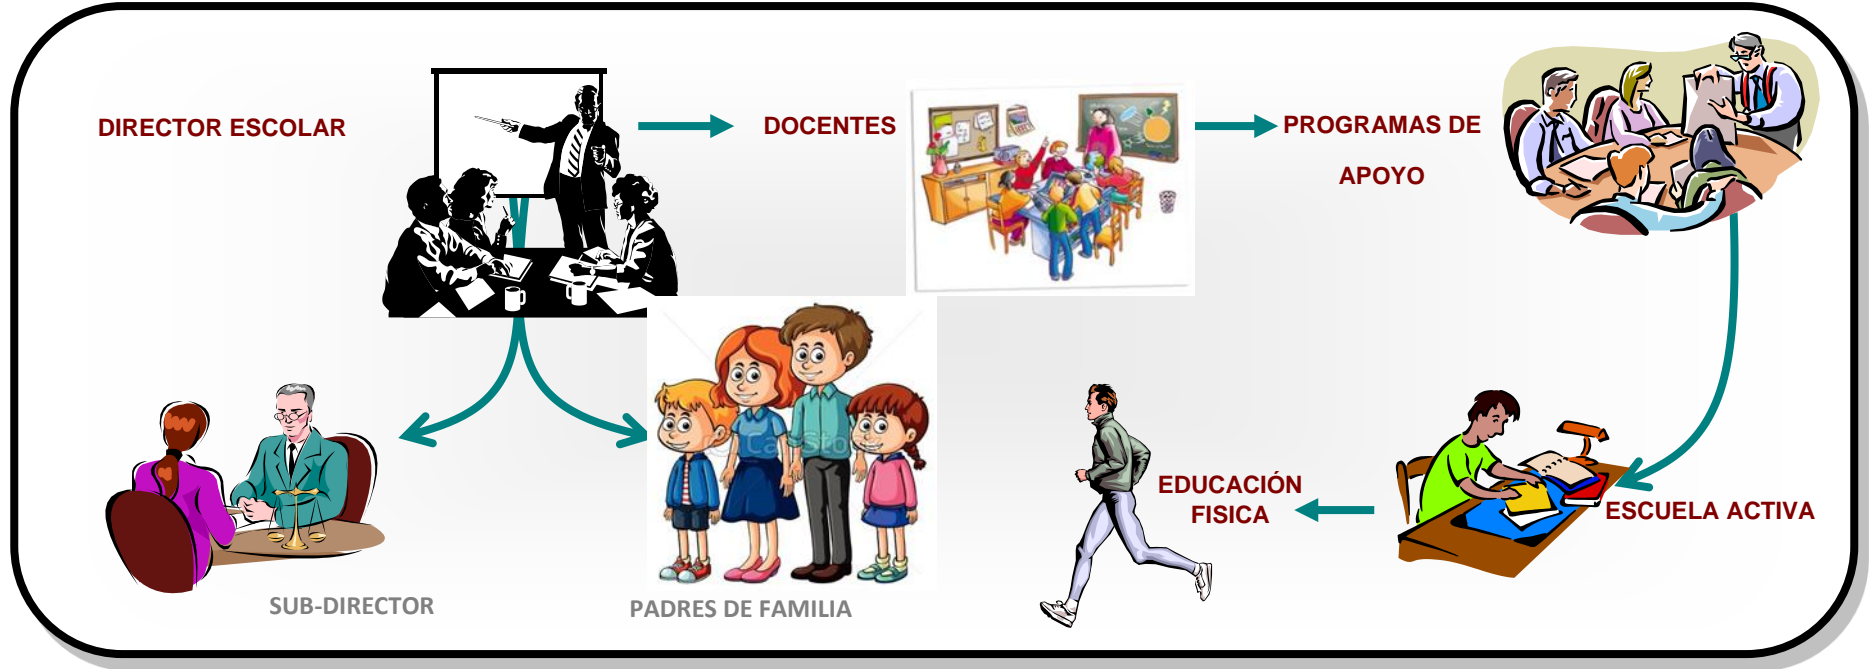 DIRECTOR ESCOLAR
DOCENTES
PROGRAMAS DE
APOYO
EDUCACIÓN
FISICA
ESCUELA ACTIVA
SUB-DIRECTOR
PADRES DE FAMILIA